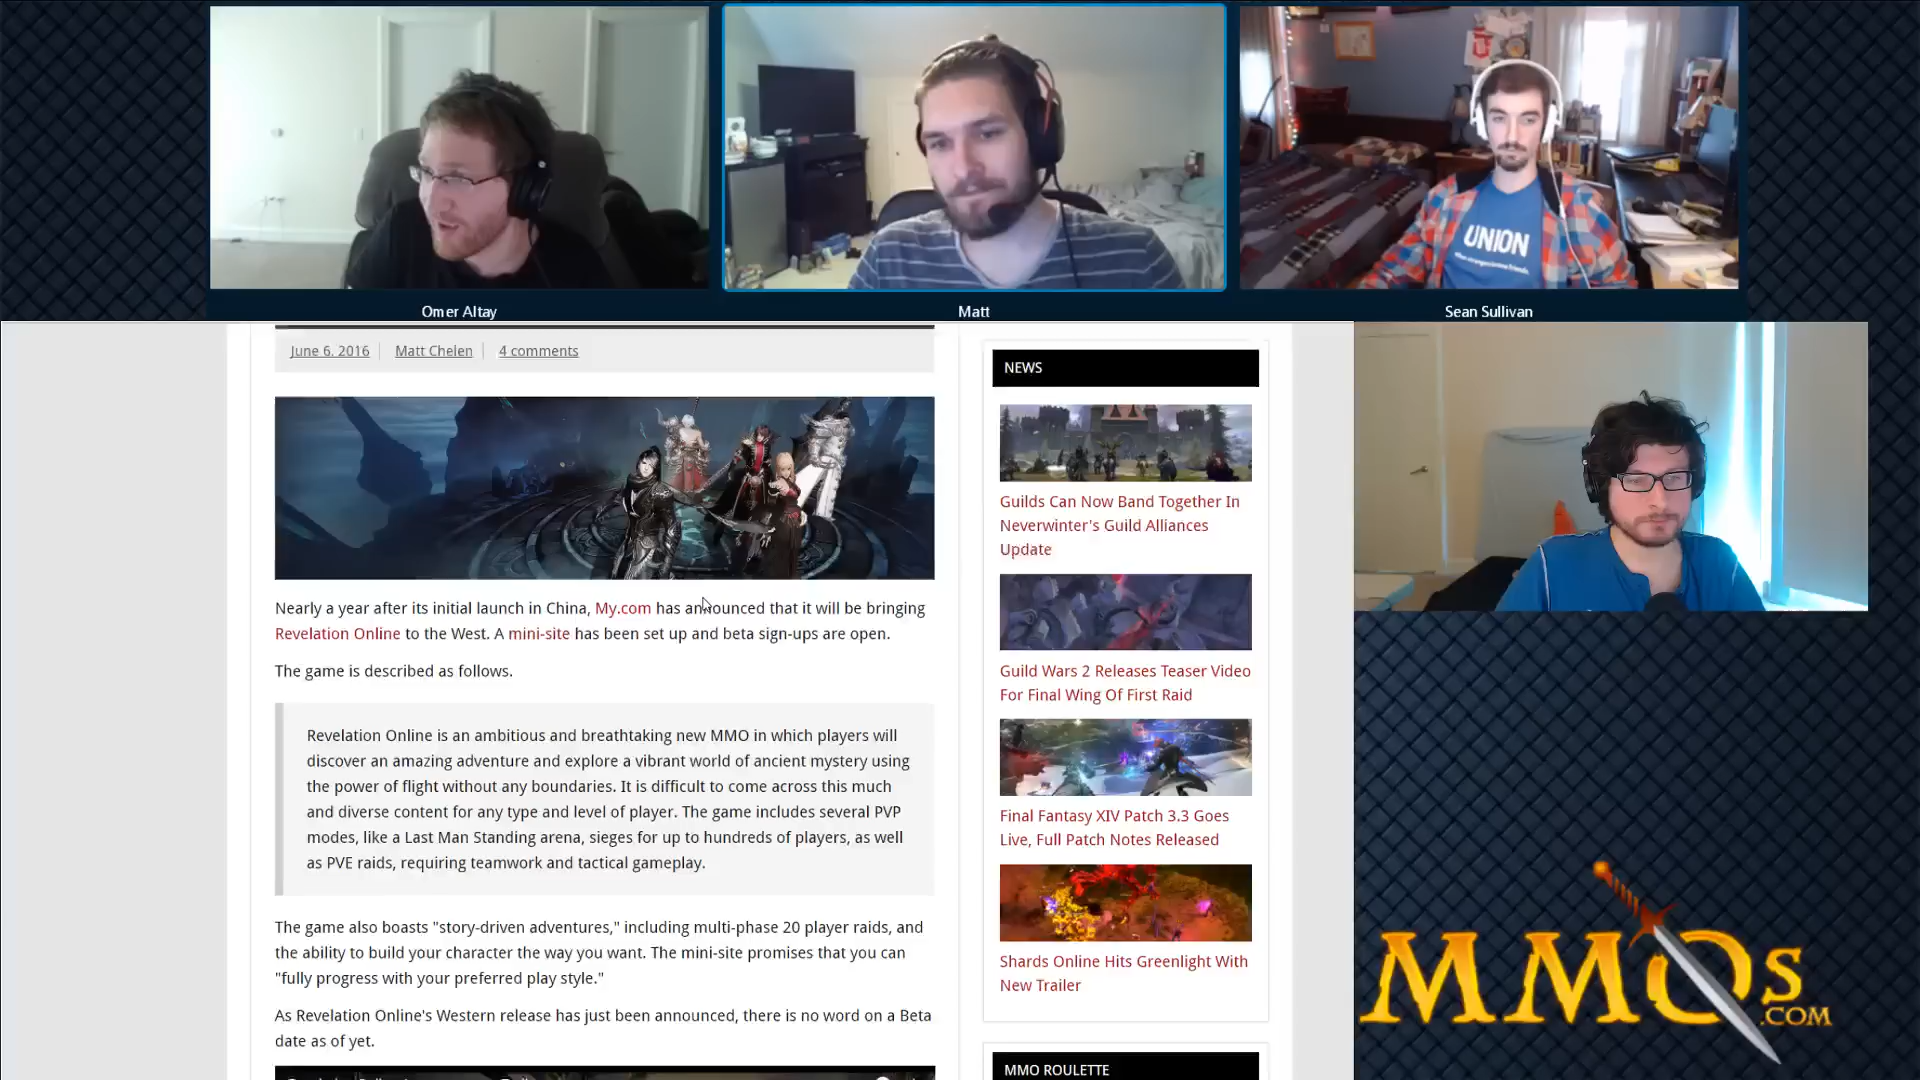 UNION
Omer Altay
Matt
Sean Sullivan
June 6, 2016
Matt Chelen
4 comments
Nearly a year after its initial launch in China, My.com has announced that it will be bringing
Revelation Online to the West. A mini-site has been set up and beta sign-ups are open.
The game is described as follows.
Revelation Online is an ambitious and breathtaking new MMO in which players will
discover an amazing adventure and explore a vibrant world of ancient mystery using
the power of flight without any boundaries. It is difficult to come across this much
and diverse content for any type and level of player. The game includes several PVP
modes, like a Last Man Standing arena, sieges for up to hundreds of players, as well
as PVE raids, requiring teamwork and tactical gameplay.
The game also boasts "story-driven adventures," including multi-phase 20 player raids, and
the ability to build your character the way you want. The mini-site promises that you can
"fully progress with your preferred play style."
As Revelation Online's Western release has just been announced, there is no word on a Beta
date as of yet.
NEWS
Guilds Can Now Band Together In
Neverwinter's Guild Alliances
Update
Guild Wars 2 Releases Teaser Video
For Final Wing Of First Raid
Final Fantasy XIV Patch 3.3 Goes
Live, Full Patch Notes Released
Shards Online Hits Greenlight With
New Trailer
MMO ROULETTE
MMOs
.COM